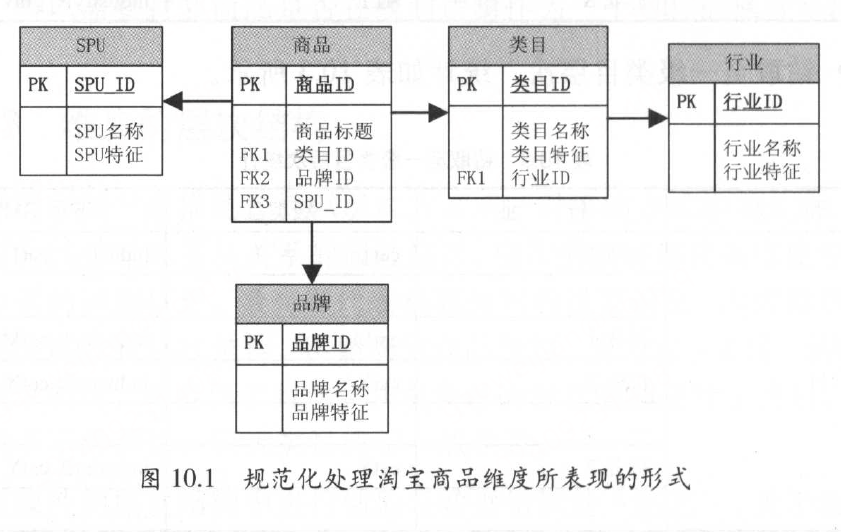 SPU
PK SPU_ID
SPU名称
SPU特征
商品
PK 商品ID
商品标题
FK1 类目ID
FK2 品牌ID
FK3 SPU_ID
类目
PK 类目ID
类目名称
类目特征
FK1 行业ID
行业
PK 行业ID
行业名称
行业特征
品牌
PK 品牌ID
品牌名称
品牌特征
图 10.1 规范化处理淘宝商品维度所表现的形式